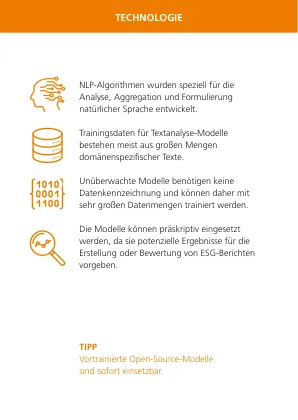 TECHNOLOGIE
NLP-Algorithmen wurden speziell für die
Analyse, Aggregation und Formulierung
natürlicher Sprache entwickelt.
Trainingsdaten für Textanalyse-Modelle
bestehen meist aus großen Mengen
domänenspezifischer Texte.
1010
0001
1100
Unüberwachte Modelle benötigen keine
Datenkennzeichnung und können daher mit
sehr großen Datenmengen trainiert werden.
Die Modelle können präskriptiv eingesetzt
werden, da sie potenzielle Ergebnisse für die
Erstellung oder Bewertung von ESG-Berichten
vorgeben.
TIPP
Vortrainierte Open-Source-Modelle
sind sofort einsetzbar.